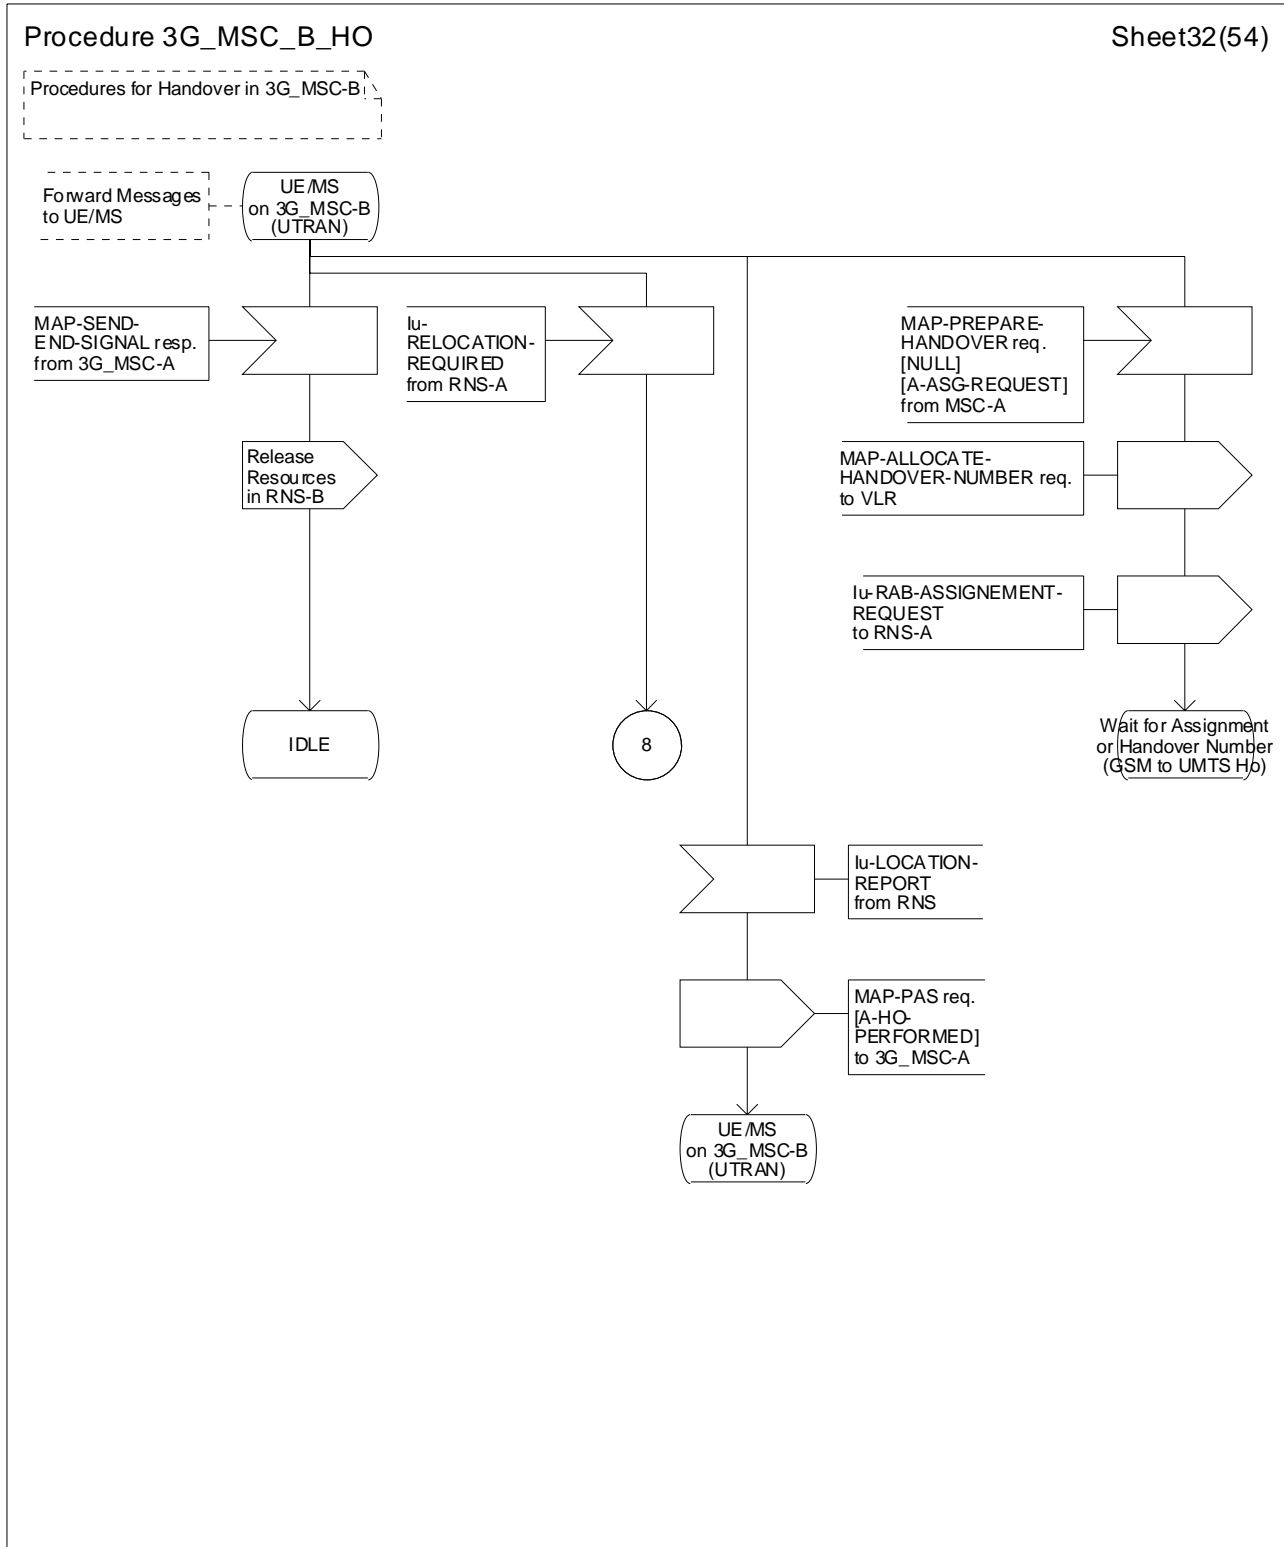 Procedure 3G_MSC_B_HO
Sheet32(54)
Procedures for Handover in 3G_MSC-B
Forward Messages
to UE/MS
UE/MS
on 3G_MSC-B
(UTRAN)
MAP-SEND-
END-SIGNAL resp.
from 3G_MSC-A
Iu-
RELOCATION-
REQUIRED
from RNS-A
MAP-PREPARE-
HANDOVER req.
[NULL]
[A-ASG-REQUEST]
from MSC-A
Release
Resources
in RNS-B
MAP-ALLOCATE-
HANDOVER-NUMBER req.
to VLR
Iu-RAB-ASSIGNEMENT-
REQUEST
to RNS-A
IDLE
8
Wait for Assignment
or Handover Number
(GSM to UMTS Ho)
Iu-LOCATION-
REPORT
from RNS
MAP-PAS req.
[A-HO-
PERFORMED]
to 3G_MSC-A
UE/MS
on 3G_MSC-B
(UTRAN)